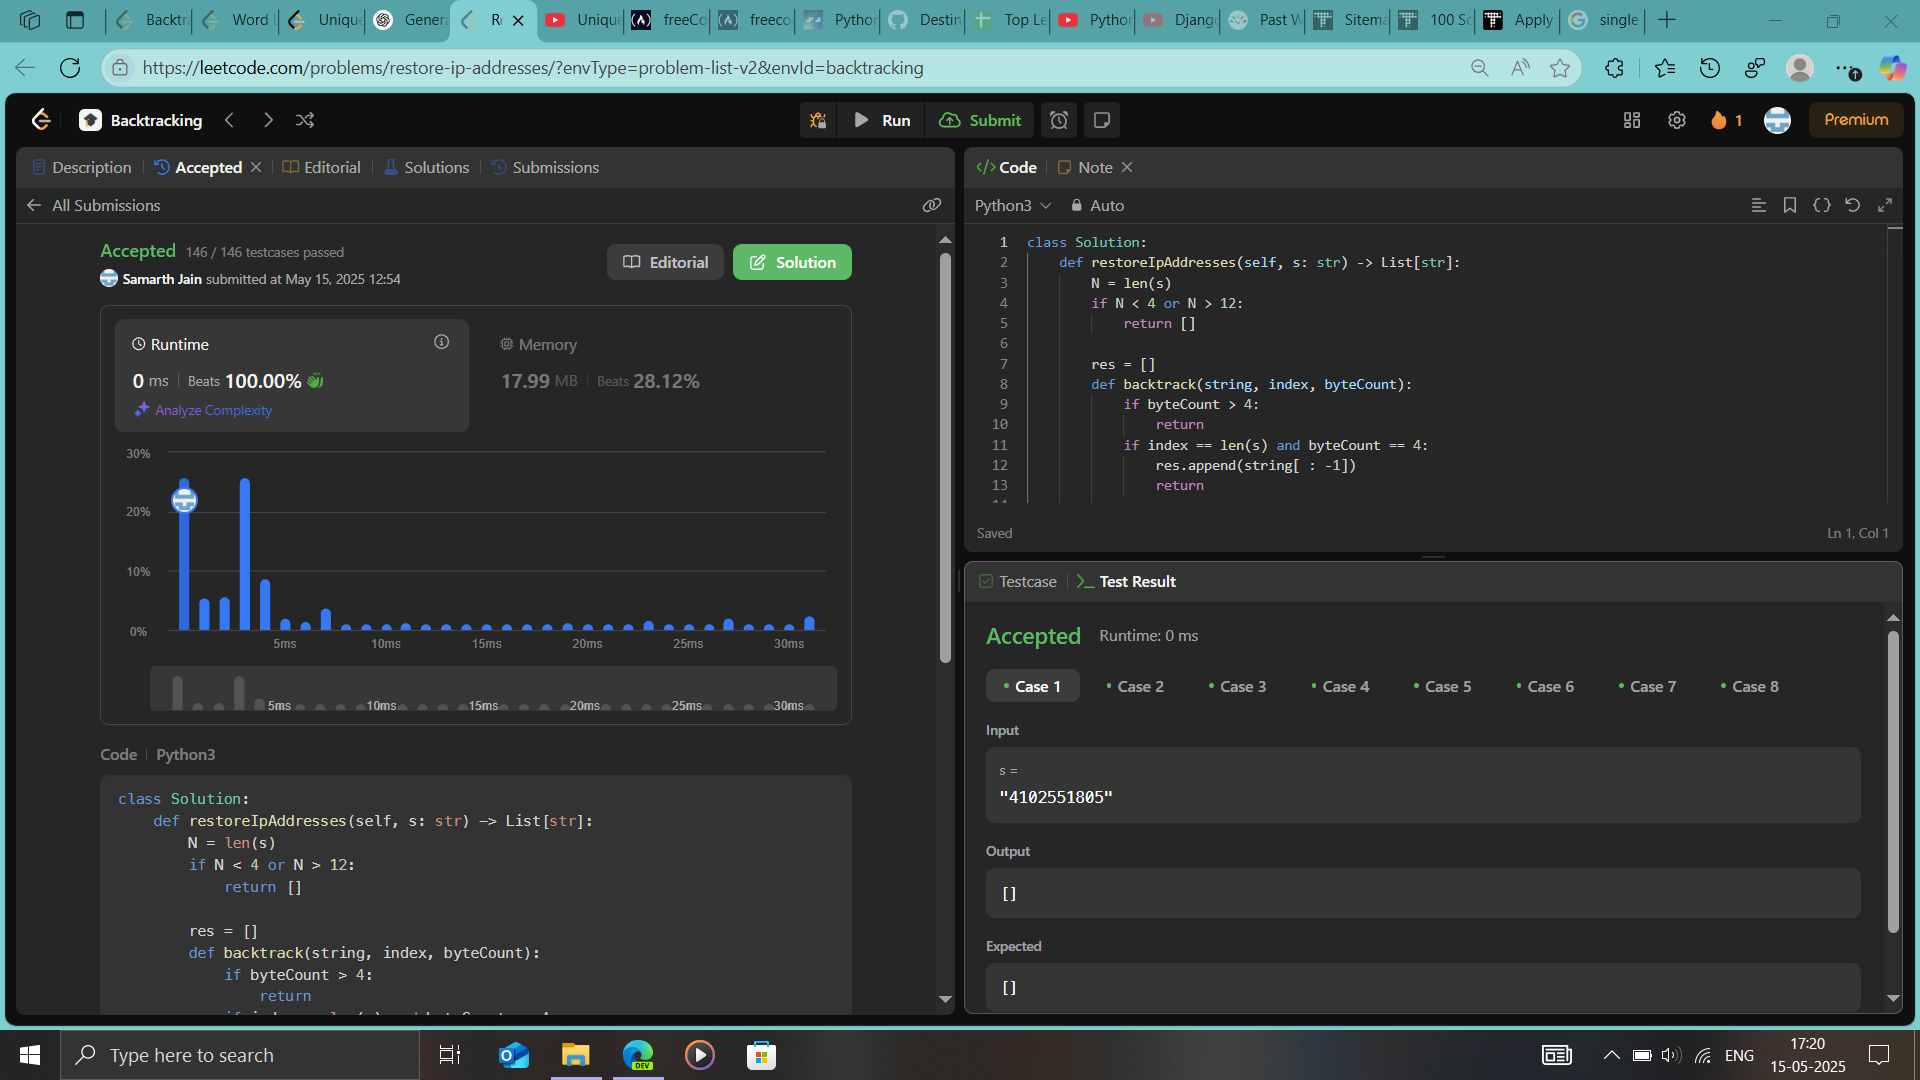 Backtra
Word L
Unique
Genera
Re
Unique
freeCo
freeco
Python
Destin
Top Le
Python
Django
Past W
Sitema
100 Sc
Apply
single
https://leetcode.com/problems/restore-ip-addresses/?envType=problem-list-v2&envId=backtracking
Backtracking
Run
Submit
1
Premium
Description
Accepted
Editorial
Solutions
Submissions
All Submissions
Accepted 146 / 146 testcases passed
Samarth Jain submitted at May 15, 2025 12:54
Editorial
Solution
Runtime
0 ms Beats 100.00%
Analyze Complexity
Memory
17.99 MB Beats 28.12%
30%
20%
10%
0%
5ms 10ms 15ms 20ms 25ms 30ms
5ms 10ms 15ms 20ms 25ms 30ms
Code Python3
class Solution:
def restoreIpAddresses(self, s: str) -> List[str]:
N = len(s)
if N < 4 or N > 12:
return []
res = []
def backtrack(string, index, byteCount):
if byteCount > 4:
return
Code
Note
Python3
Auto
1 class Solution:
2 def restoreIpAddresses(self, s: str) -> List[str]:
3 N = len(s)
4 if N < 4 or N > 12:
5 return []
6
7 res = []
8 def backtrack(string, index, byteCount):
9 if byteCount > 4:
10 return
11 if index == len(s) and byteCount == 4:
12 res.append(string[ : -1])
13 return
Saved
Ln 1, Col 1
Testcase
Test Result
Accepted Runtime: 0 ms
Case 1 Case 2 Case 3 Case 4 Case 5 Case 6 Case 7 Case 8
Input
s =
"4102551805"
Output
[]
Expected
[]
Type here to search
DEV
ENG
17:20
15-05-2025